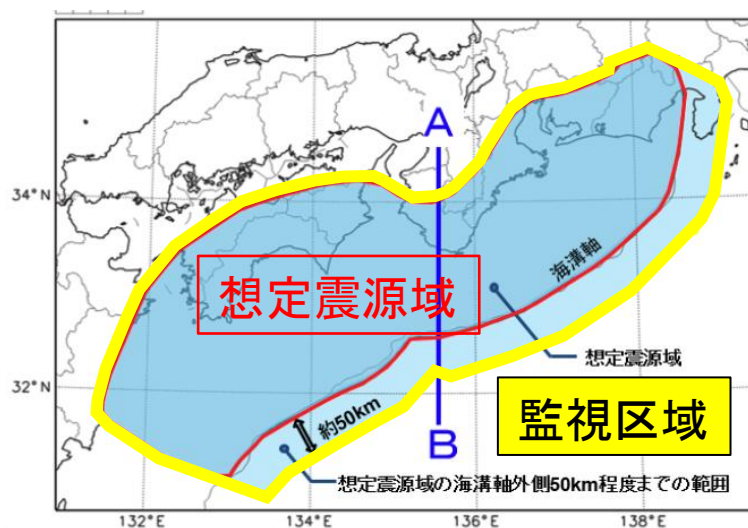 A
34°N
海溝軸
想定震源域
想定震源域
32°N
約50km
監視区域
B
想定震源域の海溝軸外側50km程度までの範囲
132°E
134°E
136°E
138°E